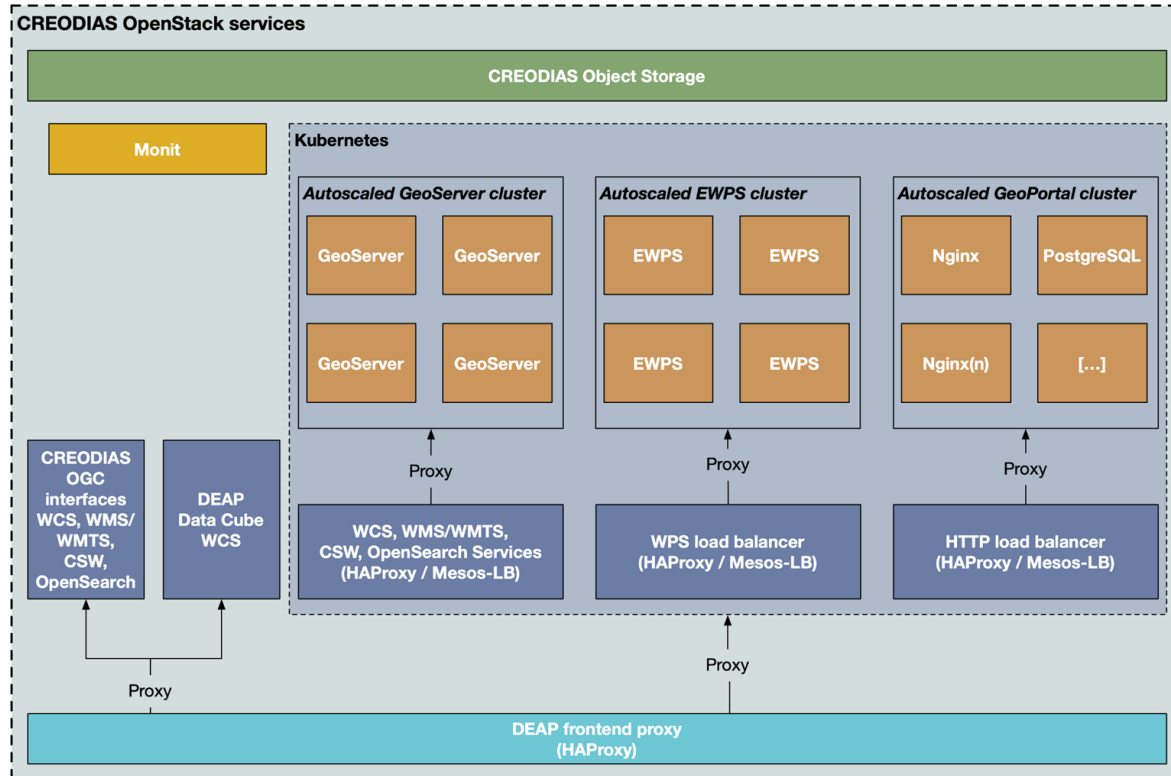 CREODIAS OpenStack services
CREODIAS Object Storage
Monit
Kubernetes
Autoscaled GeoServer cluster
GeoServer
GeoServer
GeoServer
GeoServer
Autoscaled EWPS cluster
EWPS
EWPS
EWPS
EWPS
Autoscaled GeoPortal cluster
Nginx
PostgreSQL
Nginx(n)
[...]
Proxy
Proxy
Proxy
CREODIAS
OGC
interfaces
WCS, WMS/
WMTS,
CSW,
OpenSearch
DEAP
Data Cube
WCS
WCS, WMS/WMTS,
CSW, OpenSearch Services
(HAProxy / Mesos-LB)
WPS load balancer
(HAProxy / Mesos-LB)
HTTP load balancer
(HAProxy / Mesos-LB)
Proxy
Proxy
DEAP frontend proxy
(HAProxy)